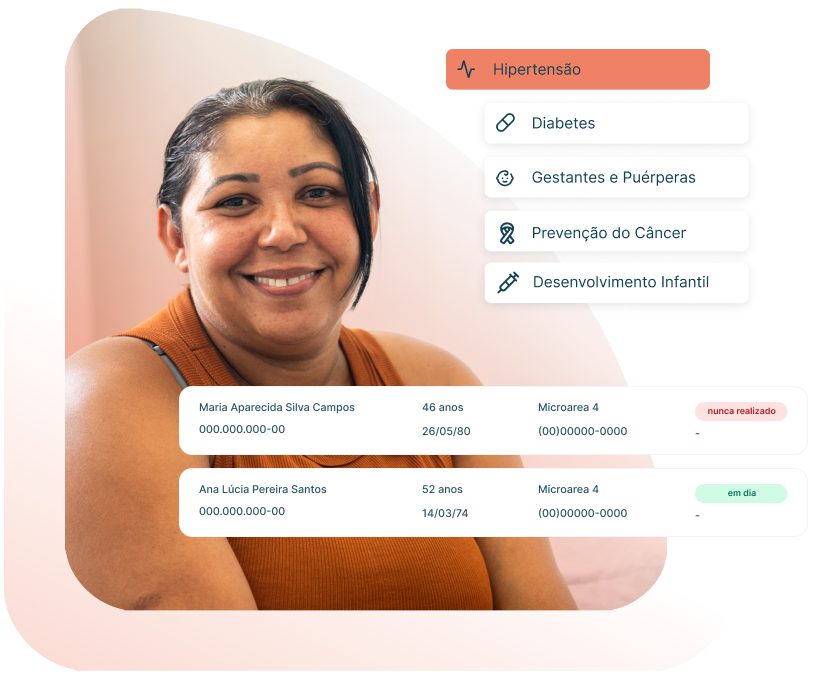 Hipertensão
Diabetes
Gestantes e Puérperas
Prevenção do Câncer
Desenvolvimento Infantil
Maria Aparecida Silva Campos 46 anos Microarea 4 nunca realizado
000.000.000-00 26/05/80 (00)00000-0000 -
Ana Lúcia Pereira Santos 52 anos Microarea 4 em dia
000.000.000-00 14/03/74 (00)00000-0000 -